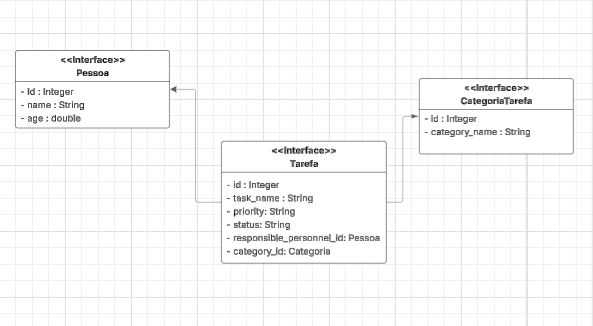 <<Interface>>
Pessoa
- Id : Integer
- name : String
- age : double
<<Interface>>
CategoriaTarefa
- id : Integer
- category_name : String
<<Interface>>
Tarefa
- id : Integer
- task_name : String
- priority: String
- status: String
- responsible_personnel_id: Pessoa
- category_id: Categoria